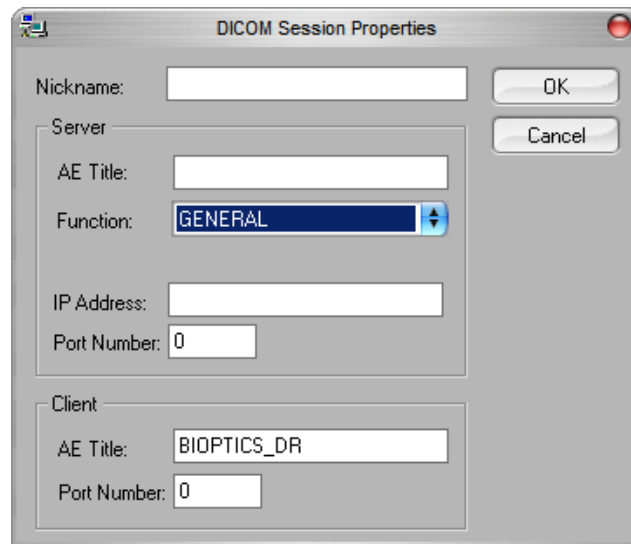 DICOM Session Properties
Nickname:
OK
Server
Cancel
AE Title:
Function: GENERAL
IP Address:
Port Number: 0
Client
AE Title: BIOPTICS_DR
Port Number: 0